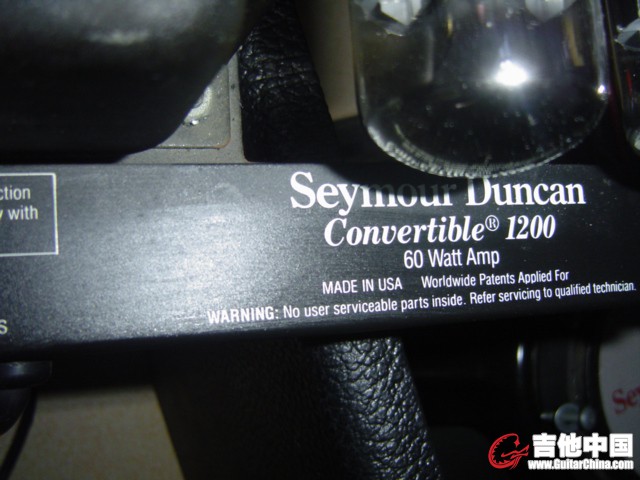 ction
y with
Seymour Duncan
Convertible® 1200
60 Watt Amp
MADE IN USA Worldwide Patents Applied For
WARNING: No user serviceable parts inside. Refer servicing to qualified technician.
S
Se
吉他中国
www.GuitarChina.com